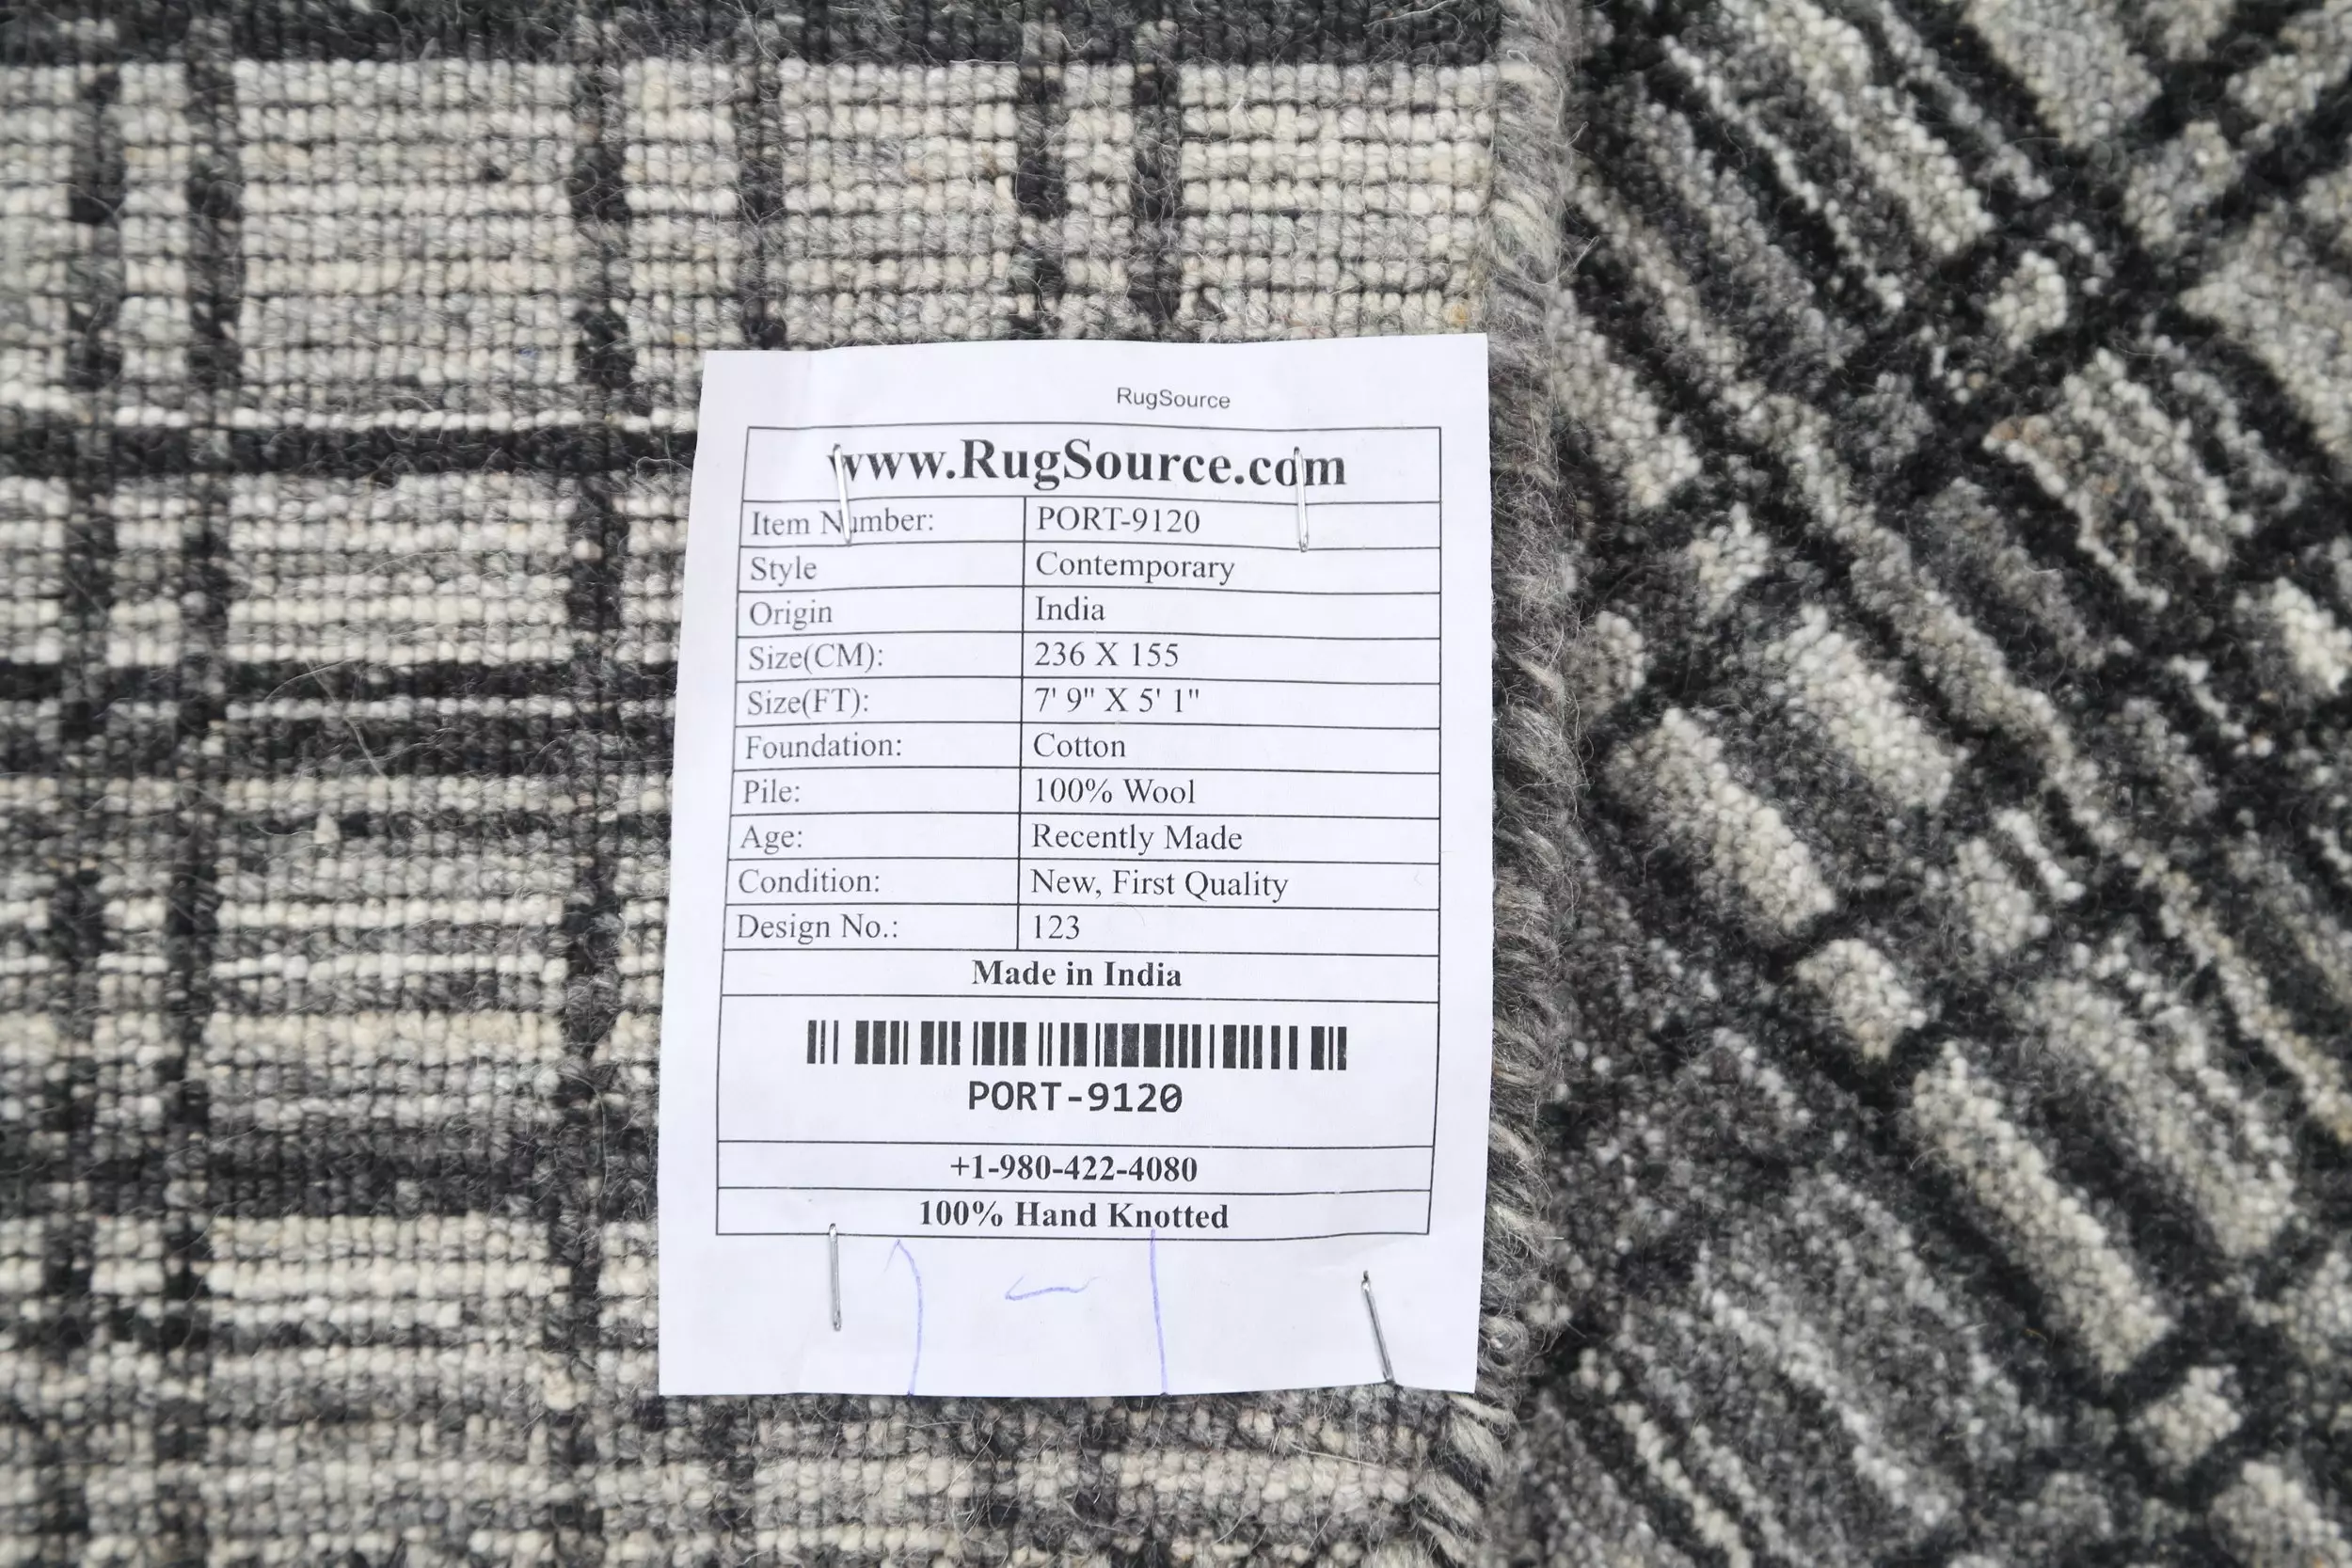 RugSource
www.RugSource.com
Item Number: PORT-9120
Style Contemporary
Origin India
Size(CM): 236 X 155
Size(FT): 7' 9" X 5' 1"
Foundation: Cotton
Pile: 100% Wool
Age: Recently Made
Condition: New, First Quality
Design No.: 123
Made in India
PORT-9120
+1-980-422-4080
100% Hand Knotted